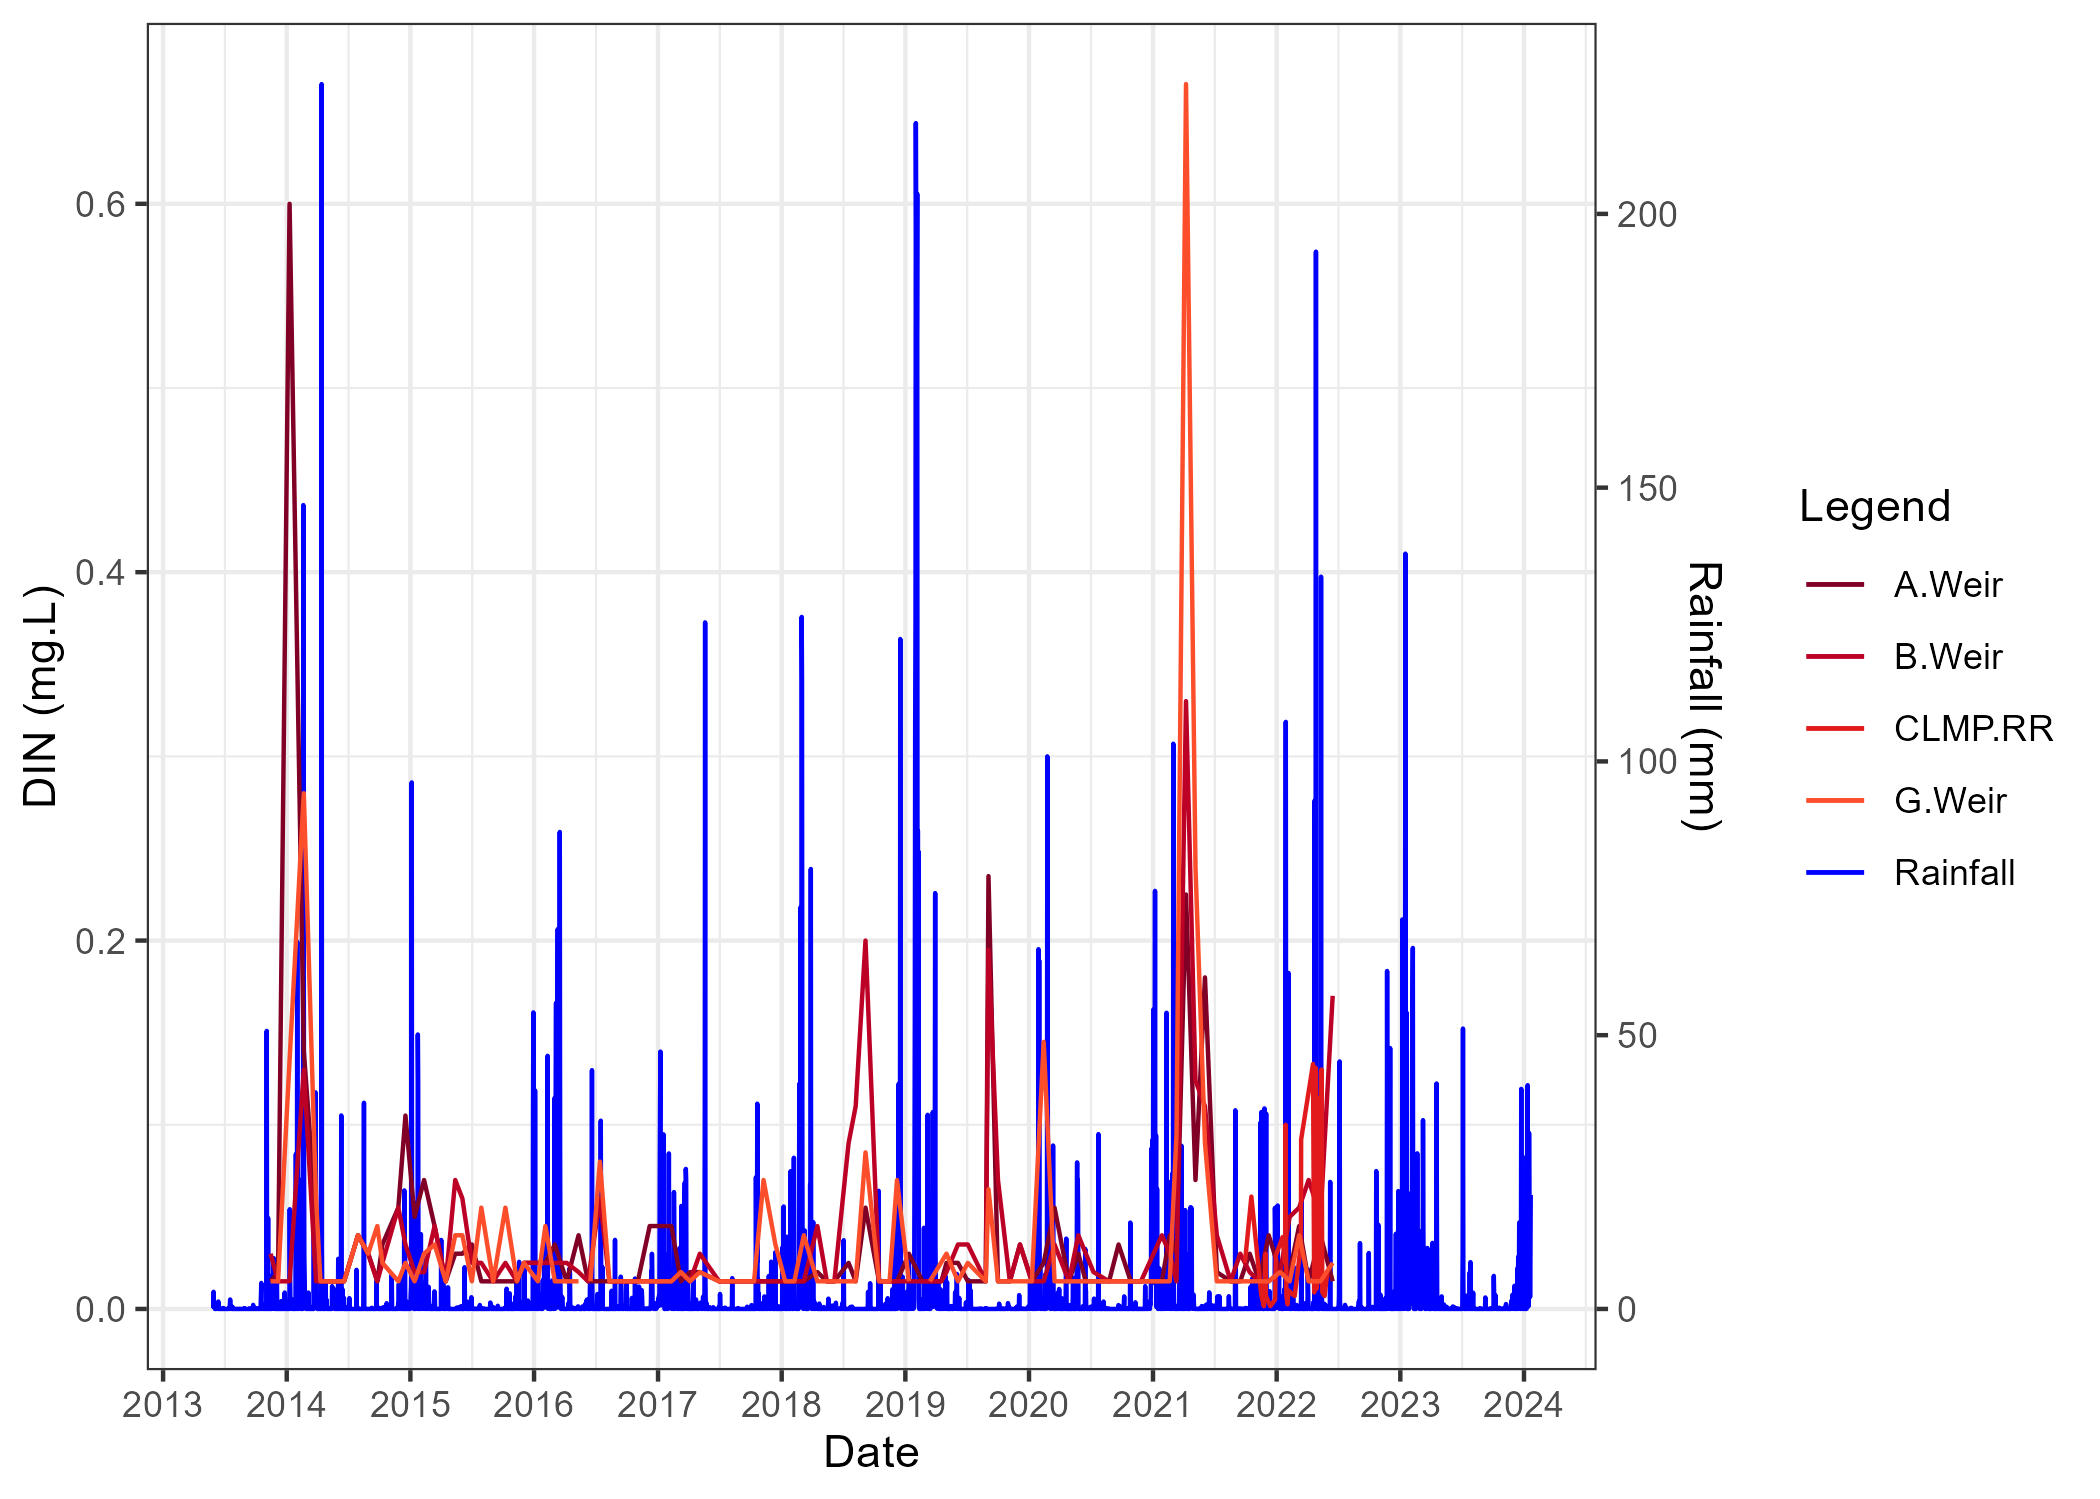 0.6
0.4
0.2
0.0
DIN (mg.L)
200
150
100
50
0
Rainfall (mm)
2013 2014 2015 2016 2017 2018 2019 2020 2021 2022 2023 2024
Date
Legend
A.Weir
B.Weir
CLMP.RR
G.Weir
Rainfall